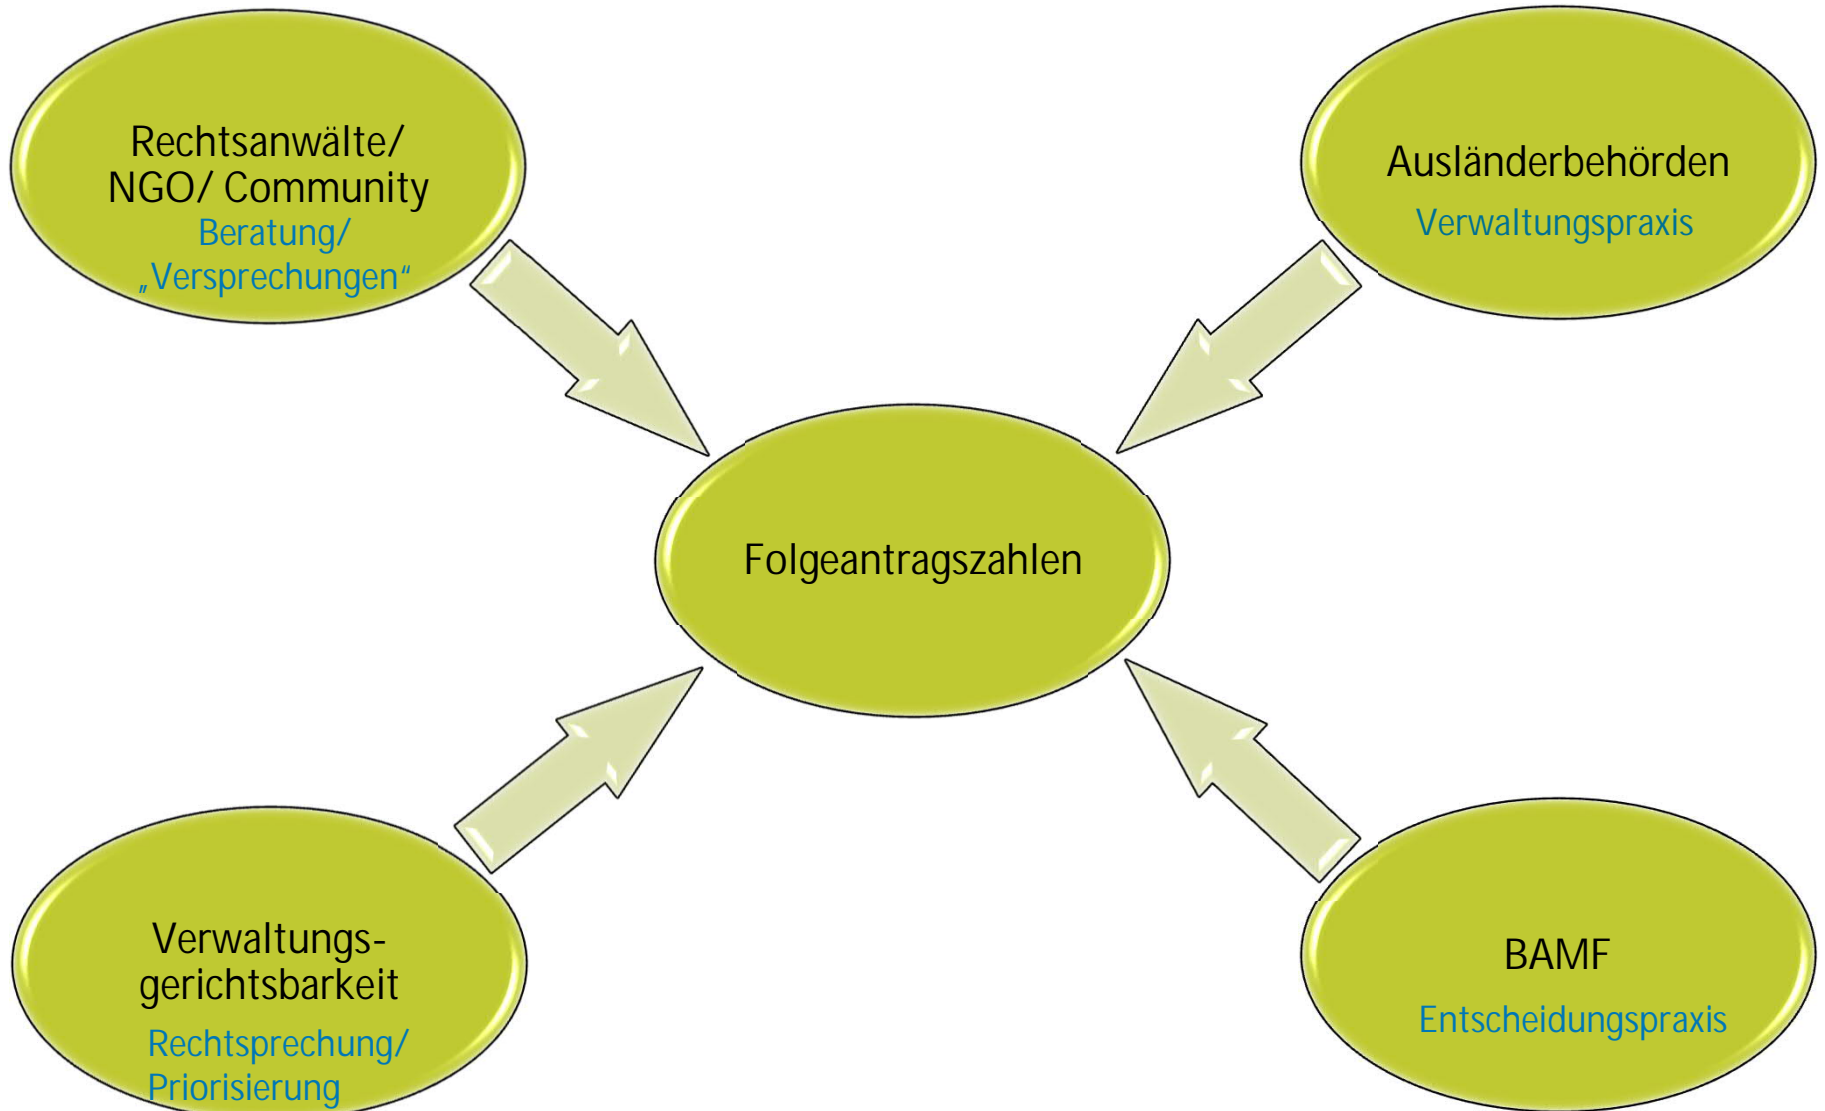 Rechtsanwälte/
NGO/ Community
Beratung/
„Versprechungen“
Ausländerbehörden
Verwaltungspraxis
Folgeantragszahlen
Verwaltungs-
gerichtsbarkeit
Rechtsprechung/
Priorisierung
BAMF
Entscheidungspraxis